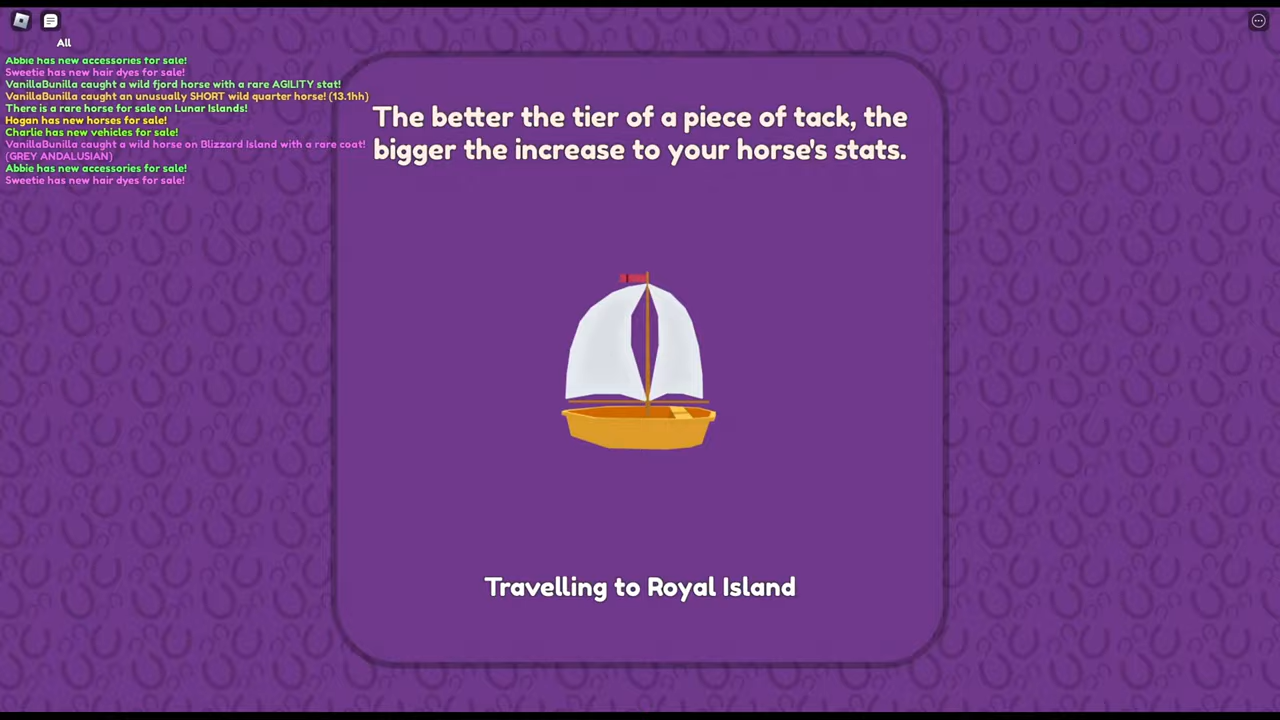 All
Abbie has new accessories for sale!
Sweetie has new hair dyes for sale!
VanillaBunilla caught a wild fjord horse with a rare AGILITY stat!
VanillaBunilla caught an unusually SHORT wild quarter horse! (13.1hh)
There is a rare horse for sale on Lunar Islands!
Hogan has new horses for sale!
Charlie has new vehicles for sale!
VanillaBunilla caught a wild horse on Blizzard Island with a rare coat!
(GREY ANDALUSIAN)
Abbie has new accessories for sale!
Sweetie has new hair dyes for sale!
The better the tier of a piece of tack, the
bigger the increase to your horse's stats.
Travelling to Royal Island